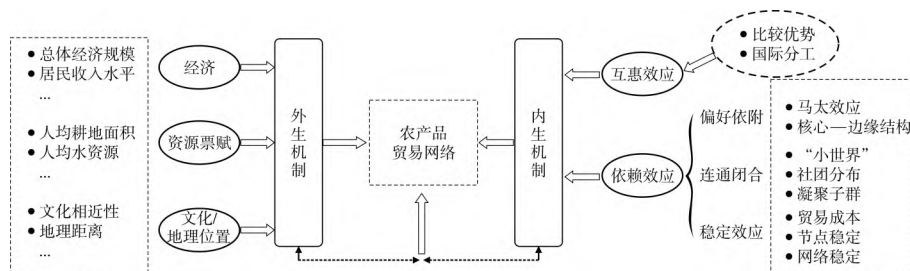 ● 总体经济规模
● 居民收入水平
...
● 人均耕地面积
● 人均水资源
...
● 文化相近性
● 地理距离
...
经济
资源票赋
文化/
地理位置
外生机制
农产品
贸易网络
内生机制
互惠效应
依赖效应
● 比较优势
● 国际分工
偏好依附
连通闭合
稳定效应
● 马太效应
● 核心—边缘结构
● “小世界”
● 社团分布
● 凝聚子群
● 贸易成本
● 节点稳定
● 网络稳定